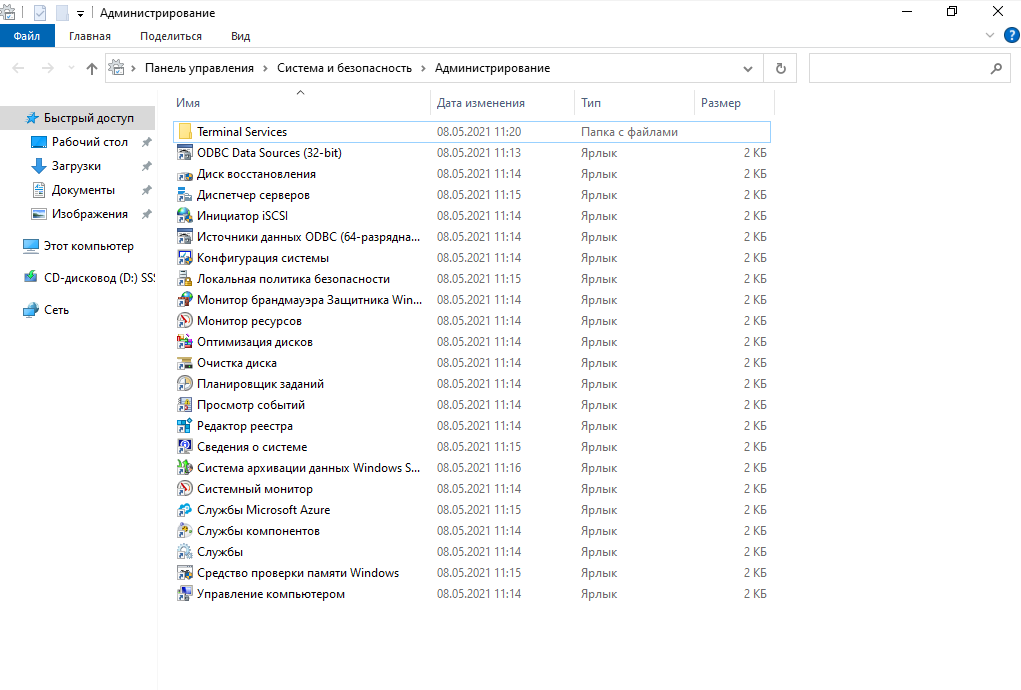 Администрирование
Файл Главная Поделиться Вид ?
Панель управления › Система и безопасность › Администрирование
Имя Дата изменения Тип Размер
Быстрый доступ
Рабочий стол
Загрузки
Документы
Изображения
Этот компьютер
CD-дисковод (D:) SS
Сеть
Terminal Services 08.05.2021 11:20 Папка с файлами
ODBC Data Sources (32-bit) 08.05.2021 11:13 Ярлык 2 КБ
Диск восстановления 08.05.2021 11:14 Ярлык 2 КБ
Диспетчер серверов 08.05.2021 11:15 Ярлык 2 КБ
Инициатор iSCSI 08.05.2021 11:14 Ярлык 2 КБ
Источники данных ODBC (64-разрядна... 08.05.2021 11:14 Ярлык 2 КБ
Конфигурация системы 08.05.2021 11:14 Ярлык 2 КБ
Локальная политика безопасности 08.05.2021 11:15 Ярлык 2 КБ
Монитор брандмауэра Защитника Win... 08.05.2021 11:14 Ярлык 2 КБ
Монитор ресурсов 08.05.2021 11:14 Ярлык 2 КБ
Оптимизация дисков 08.05.2021 11:14 Ярлык 2 КБ
Очистка диска 08.05.2021 11:14 Ярлык 2 КБ
Планировщик заданий 08.05.2021 11:14 Ярлык 2 КБ
Просмотр событий 08.05.2021 11:14 Ярлык 2 КБ
Редактор реестра 08.05.2021 11:14 Ярлык 2 КБ
Сведения о системе 08.05.2021 11:15 Ярлык 2 КБ
Система архивации данных Windows S... 08.05.2021 11:16 Ярлык 2 КБ
Системный монитор 08.05.2021 11:14 Ярлык 2 КБ
Службы Microsoft Azure 08.05.2021 11:15 Ярлык 2 КБ
Службы компонентов 08.05.2021 11:14 Ярлык 2 КБ
Службы 08.05.2021 11:14 Ярлык 2 КБ
Средство проверки памяти Windows 08.05.2021 11:15 Ярлык 2 КБ
Управление компьютером 08.05.2021 11:14 Ярлык 2 КБ